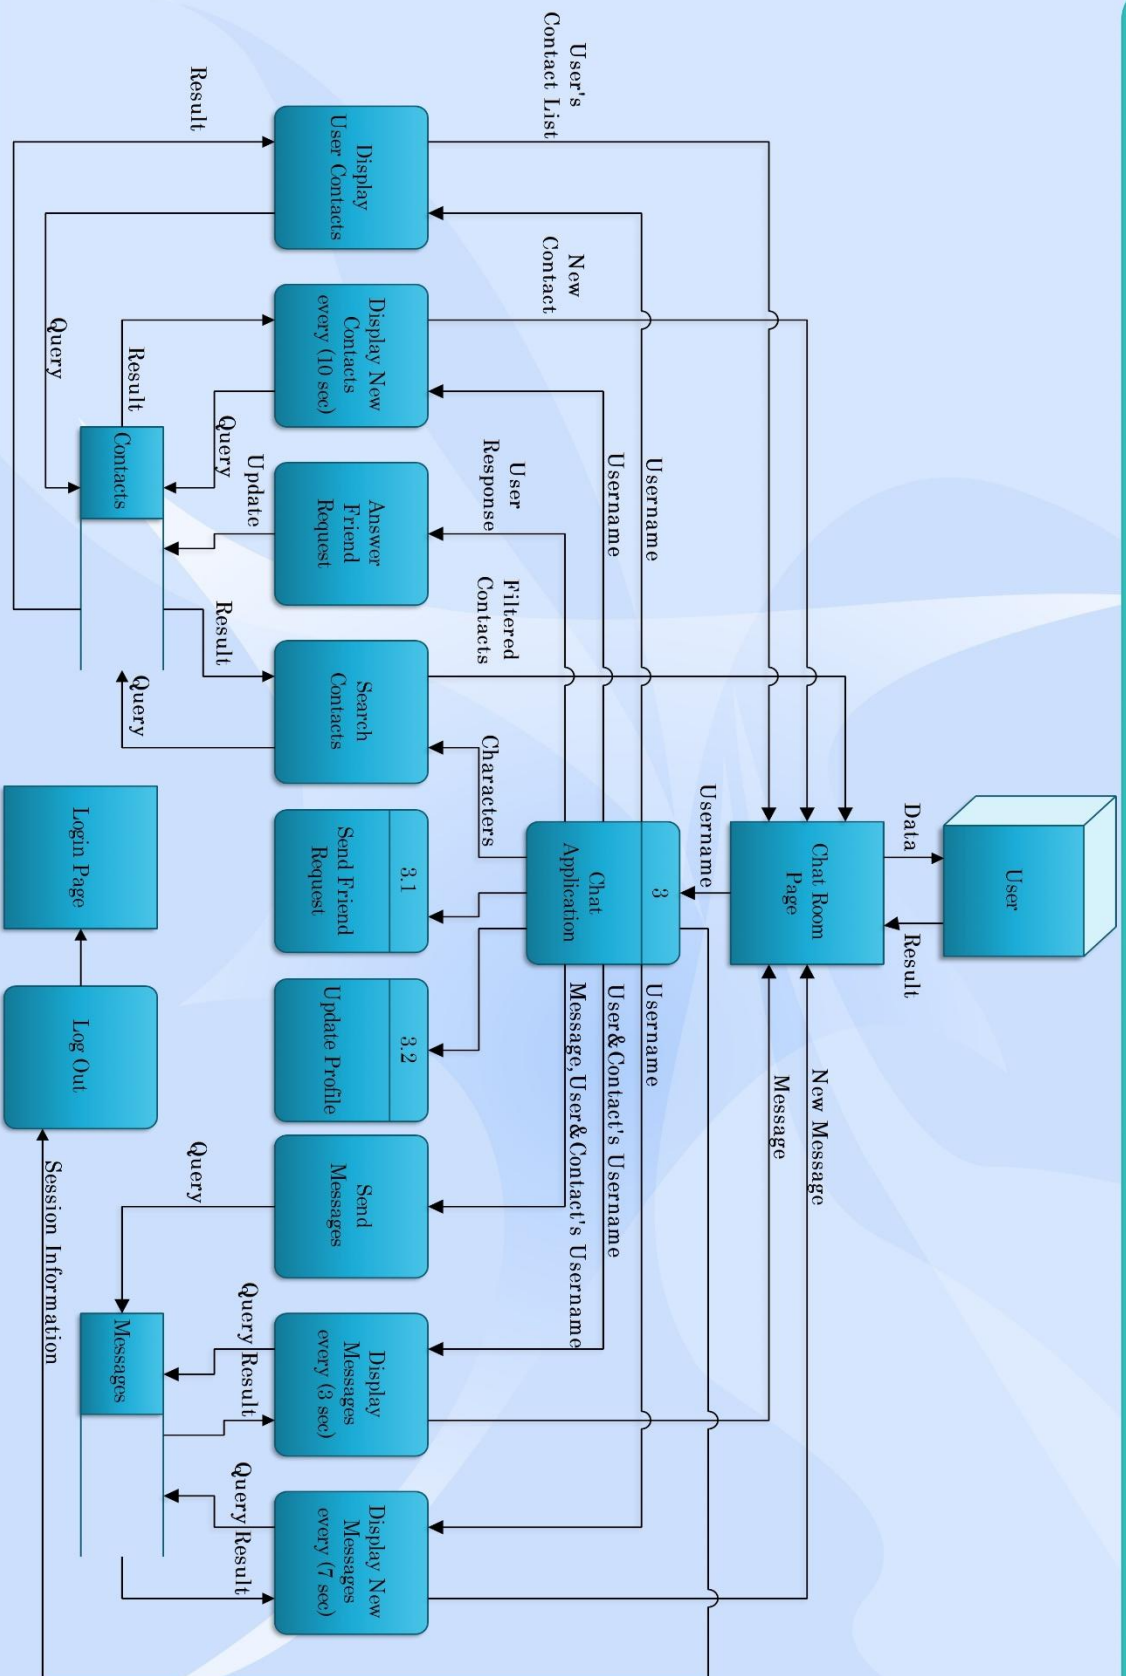 User
Data
Result
Chat Room
Page
Username
New Message
Message
3
Chat
Application
User's
Contact List
New
Contact
Username
Username
User
Response
Filtered
Contacts
Characters
Username
User&Contact's Username
Message,User&Contact's Username
Display
User Contacts
Display New
Contacts
every (10 sec)
Answer
Friend
Request
Search
Contacts
3.1
Send Friend
Request
3.2
Update Profile
Send
Messages
Display
Messages
every (3 sec)
Display New
Messages
every (7 sec)
Result
Query
Result
Query
Update
Result
Query
Query
Query
Result
Query
Result
Contacts
Messages
Login Page
Log Out
Session Information